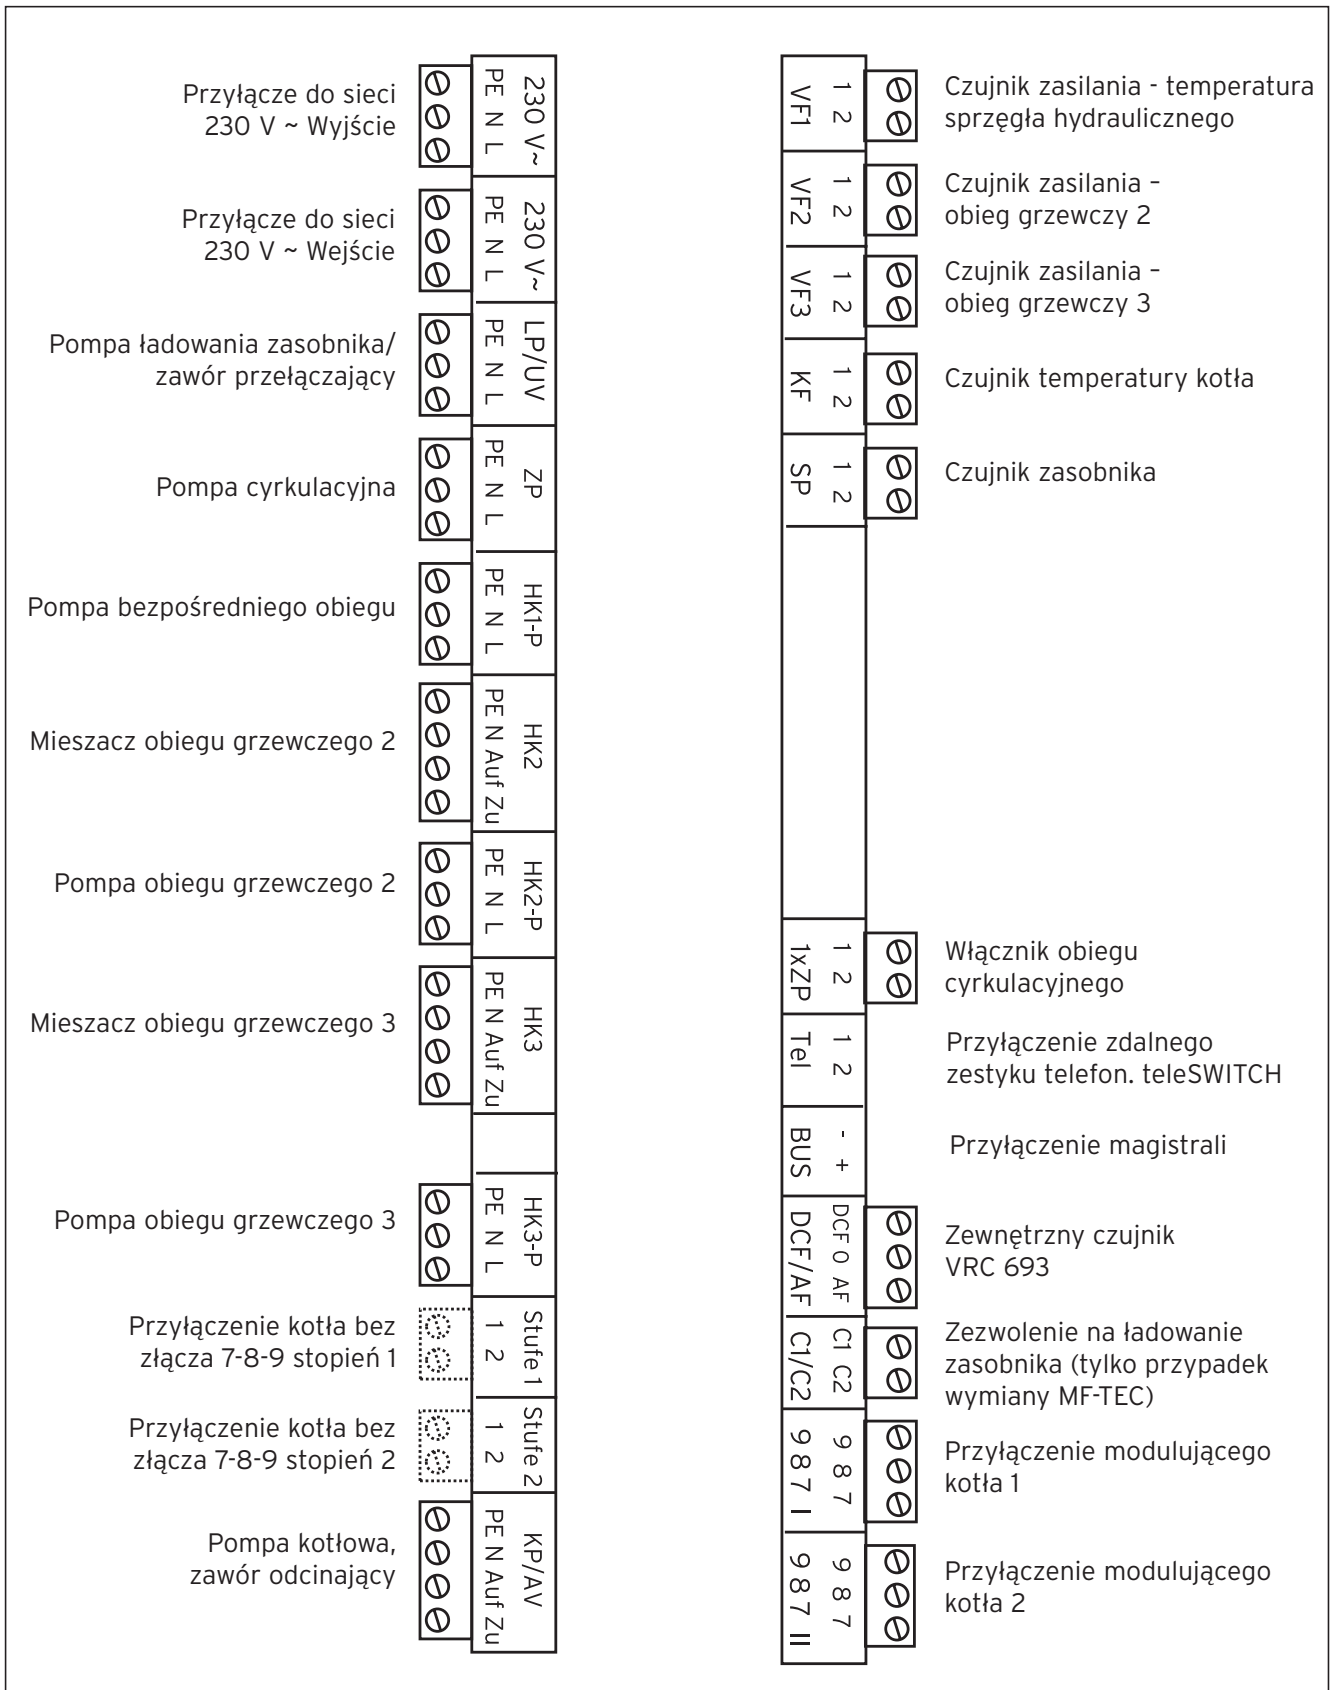 Przyłącze do sieci
230 V ~ Wyjście
PE N L
230 V~
Przyłącze do sieci
230 V ~ Wejście
PE N L
230 V~
Pompa ładowania zasobnika/
zawór przełączający
PE N L
LP/UV
Pompa cyrkulacyjna
PE N L
ZP
Pompa bezpośredniego obiegu
PE N L
HK1-P
Mieszacz obiegu grzewczego 2
PE N Auf Zu
HK2
Pompa obiegu grzewczego 2
PE N L
HK2-P
Mieszacz obiegu grzewczego 3
PE N Auf Zu
HK3
Pompa obiegu grzewczego 3
PE N L
HK3-P
Przyłączenie kotła bez
złącza 7-8-9 stopień 1
1 2
Stufe 1
Przyłączenie kotła bez
złącza 7-8-9 stopień 2
1 2
Stufe 2
Pompa kotłowa,
zawór odcinający
PE N Auf Zu
KP/AV
VF1
1 2
Czujnik zasilania - temperatura
sprzęgła hydraulicznego
VF2
1 2
Czujnik zasilania –
obieg grzewczy 2
VF3
1 2
Czujnik zasilania –
obieg grzewczy 3
KF
1 2
Czujnik temperatury kotła
SP
1 2
Czujnik zasobnika
1xZP
1 2
Włącznik obiegu
cyrkulacyjnego
Tel
1 2
Przyłączenie zdalnego
zestyku telefon. teleSWITCH
BUS
- +
Przyłączenie magistrali
DCF/AF
DCF 0 AF
Zewnętrzny czujnik
VRC 693
C1/C2
C1 C2
Zezwolenie na ładowanie
zasobnika (tylko przypadek
wymiany MF-TEC)
9 8 7 I
9 8 7
Przyłączenie modulującego
kotła 1
9 8 7 II
9 8 7
Przyłączenie modulującego
kotła 2